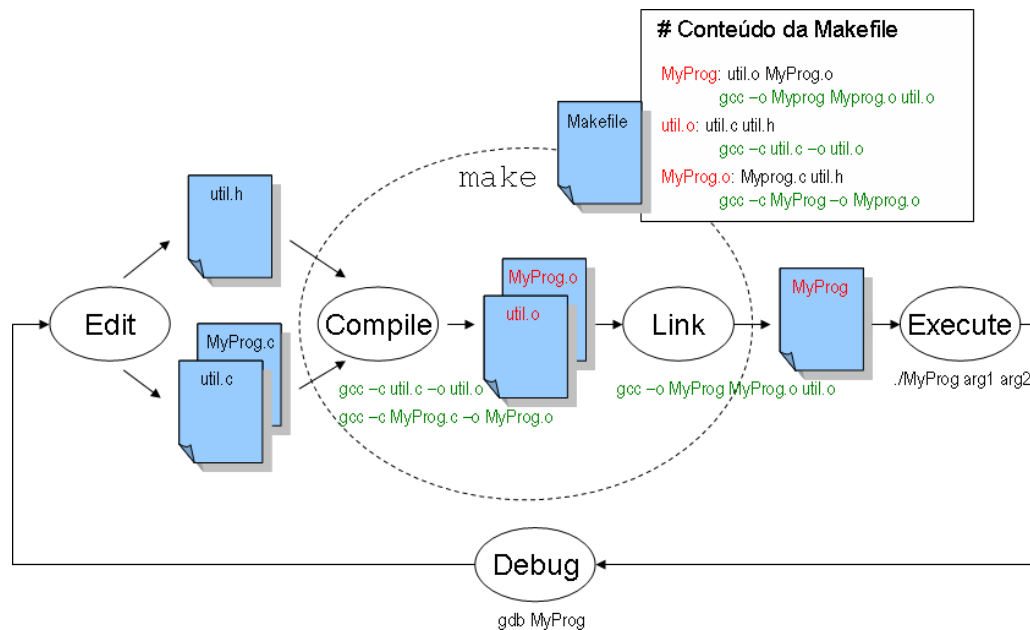 # Conteúdo da Makefile
MyProg: util.o MyProg.o
gcc –o Myprog Myprog.o util.o
util.o: util.c util.h
gcc –c util.c –o util.o
MyProg.o: Myprog.c util.h
gcc –c MyProg –o Myprog.o
Makefile
make
util.h
Edit
MyProg.c
util.c
Compile
gcc –c util.c –o util.o
gcc –c MyProg.c –o MyProg.o
MyProg.o
util.o
Link
gcc –o MyProg MyProg.o util.o
MyProg
Execute
./MyProg arg1 arg2
Debug
gdb MyProg